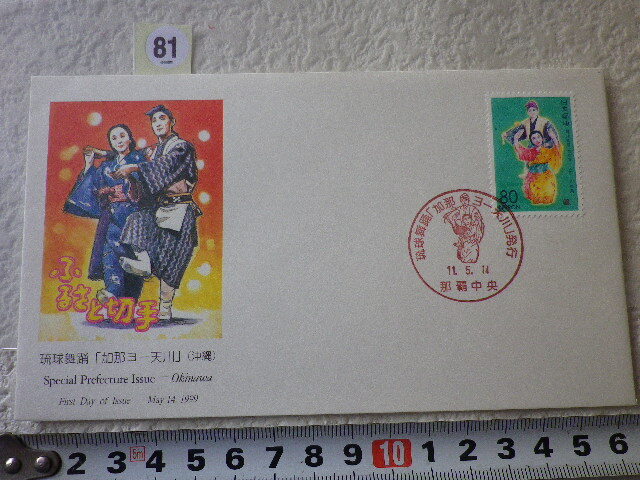 81
ふるさと切手
琉球舞踊「加那ヨー天川」(沖縄)
Special Prefecture Issue — Okinawa
First Day of Issue May 14 1999
80
琉球舞踊「加那ヨー天川」発行
11. 5. 14
那覇中央
2 3 5m 4 5 6 7 8 9 10 1 2 3 4 5 6